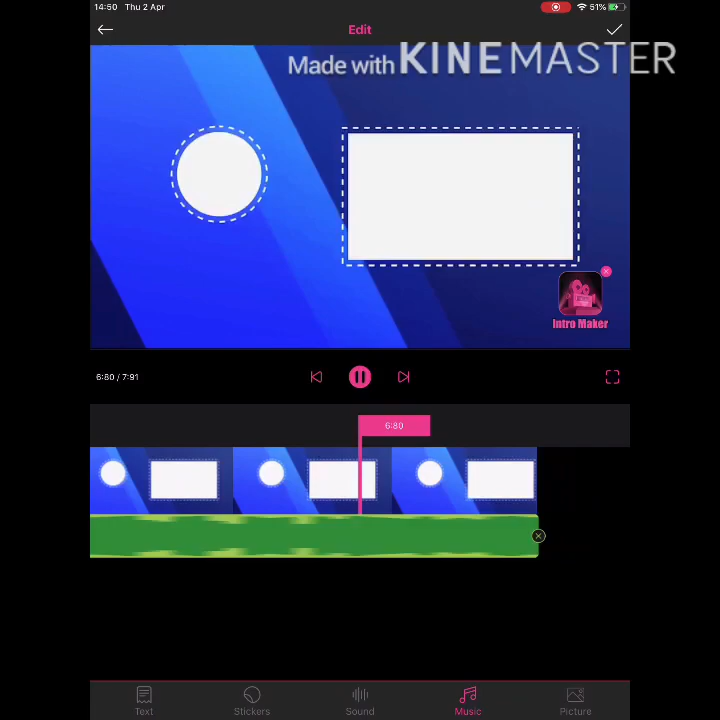 14:50 Thu 2 Apr 51%
Edit
Made with KINEMASTER
Intro Maker
6:80 / 7:91
6:80
Text Stickers Sound Music Picture